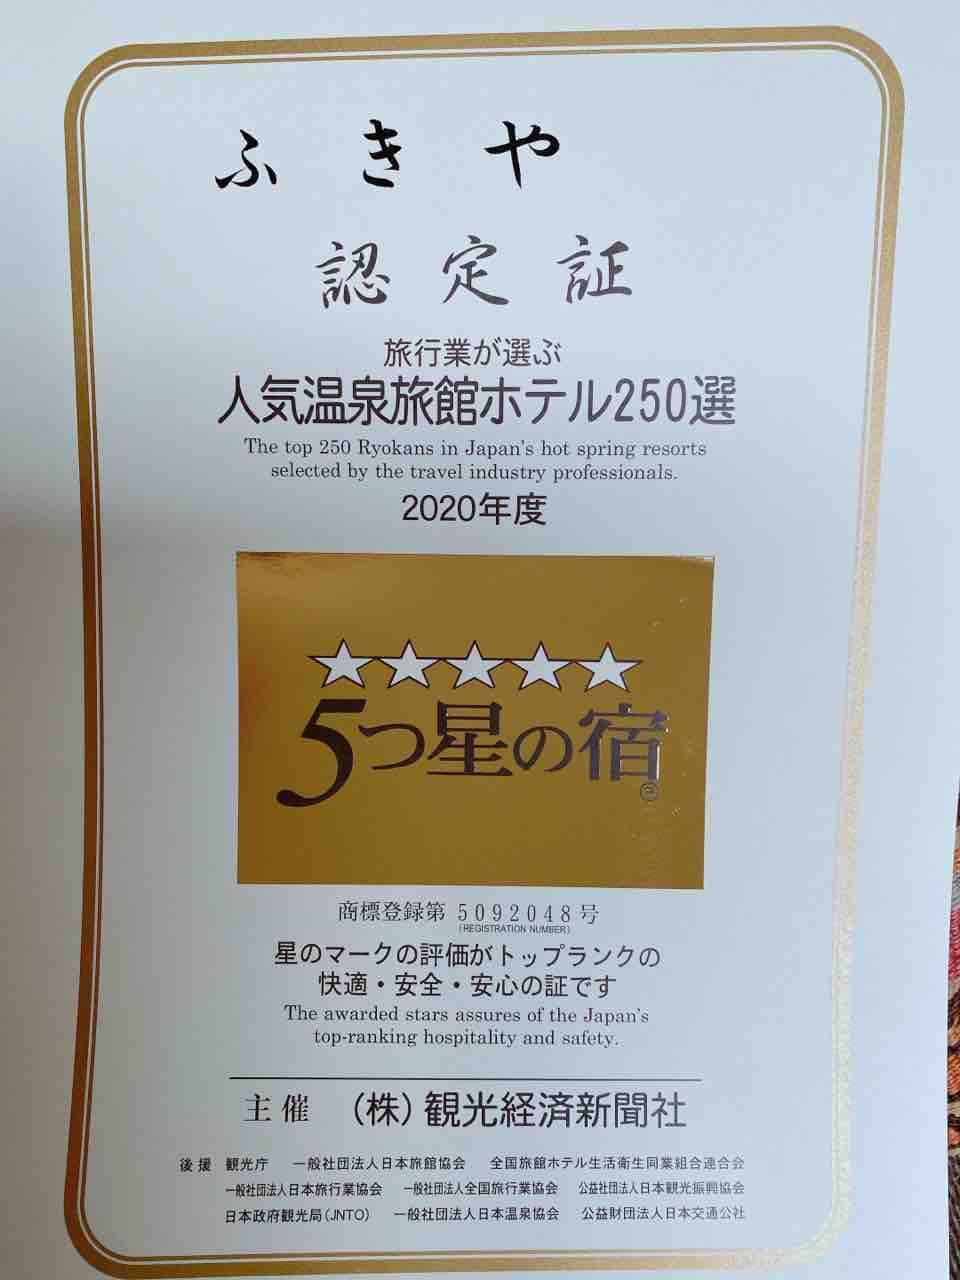 ふきや
認定証
旅行業が選ぶ
人気温泉旅館ホテル250選
The top 250 Ryokans in Japan's hot spring resorts
selected by the travel industry professionals.
2020年度
5つ星の宿
商標登録第 5092048号
(REGISTRATION NUMBER)
星のマークの評価がトップランクの
快適・安全・安心の証です
The awarded stars assures of the Japan's
top-ranking hospitality and safety.
主催 (株)観光経済新聞社
後援 観光庁 一般社団法人日本旅館協会 全国旅館ホテル生活衛生同業組合連合会
一般社団法人日本旅行業協会 一般社団法人全国旅行業協会 公益社団法人日本観光振興協会
日本政府観光局(JNTO) 一般社団法人日本温泉協会 公益財団法人日本交通公社